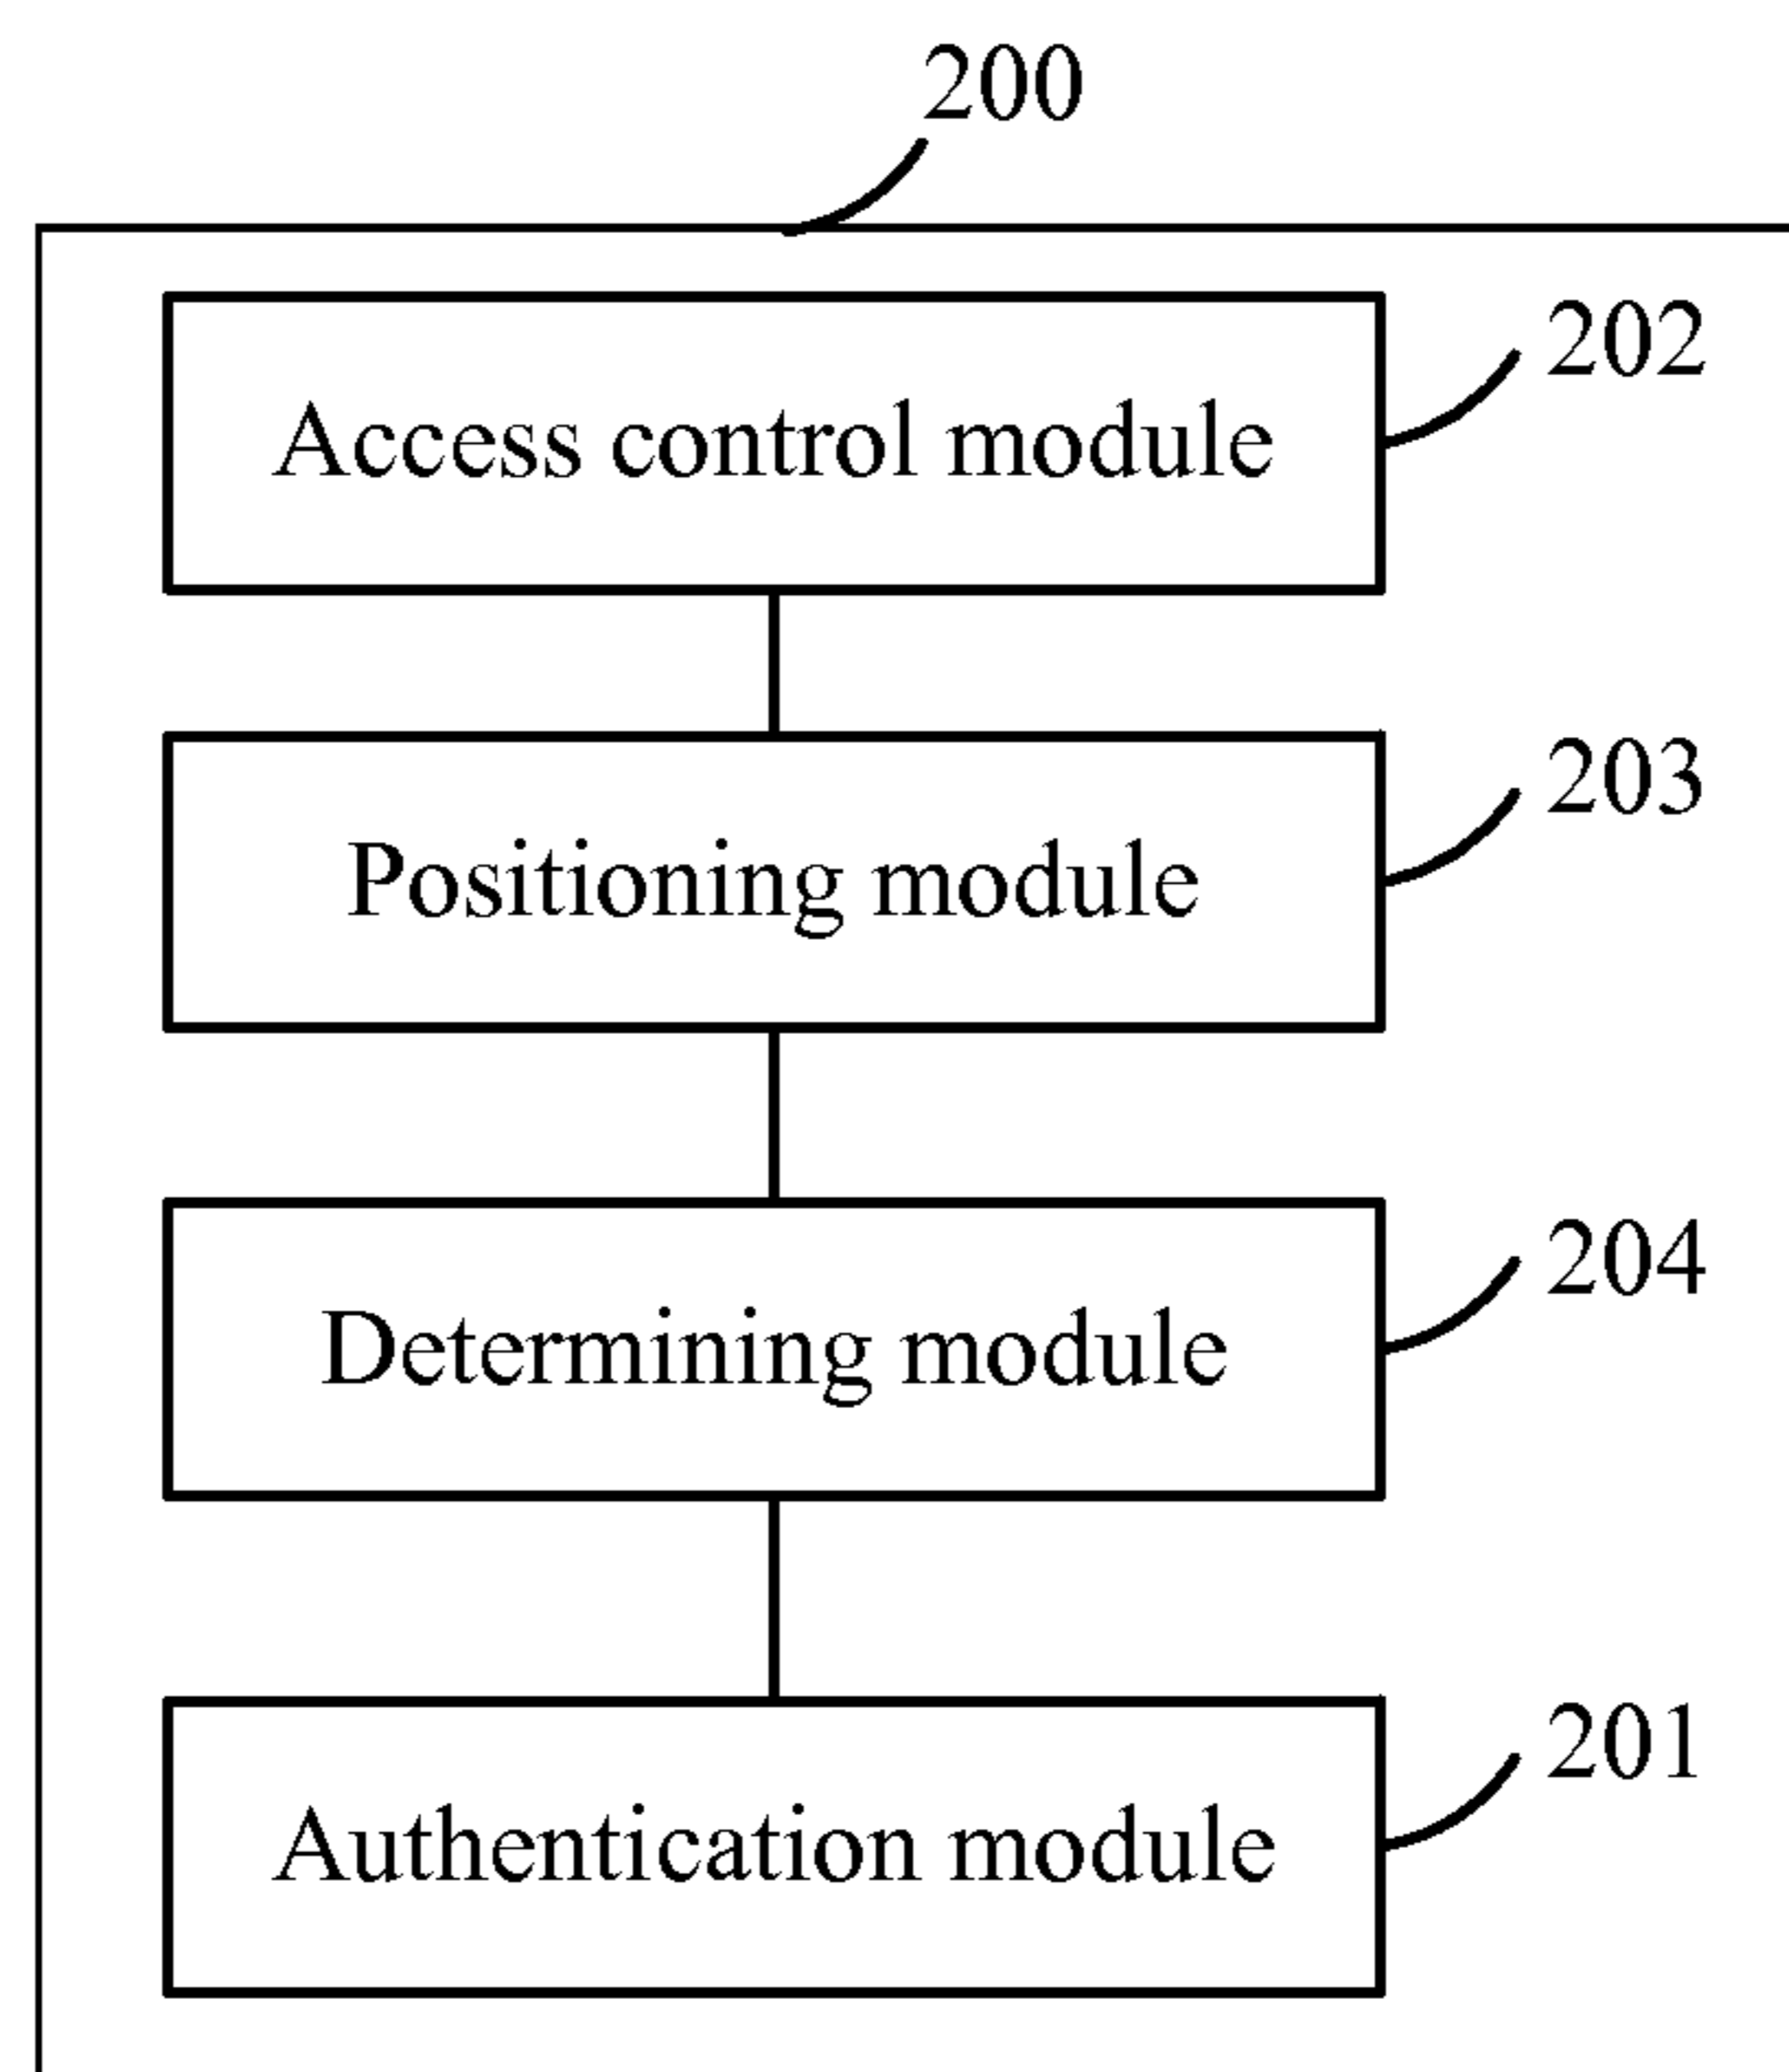 200
Access control module
202
Positioning module
203
Determining module
204
Authentication module
201